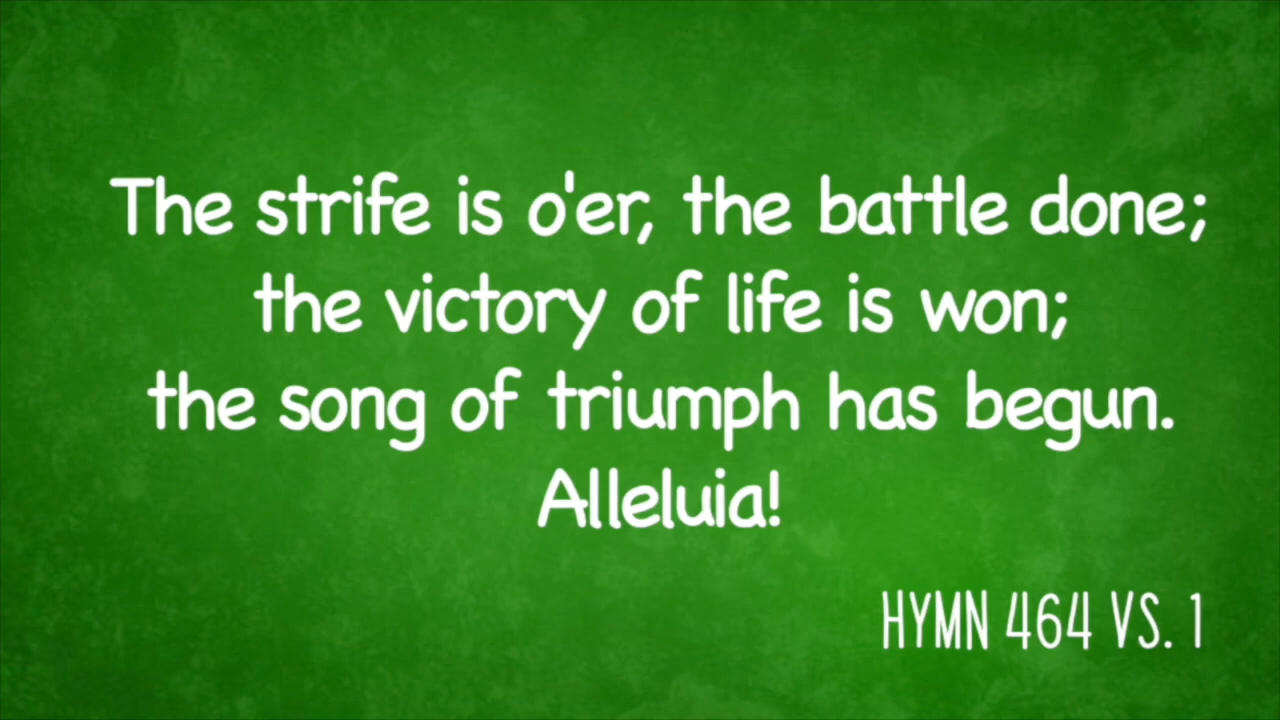 The strife is o'er, the battle done;
the victory of life is won;
the song of triumph has begun.
Alleluia!
HYMN 464 VS. 1